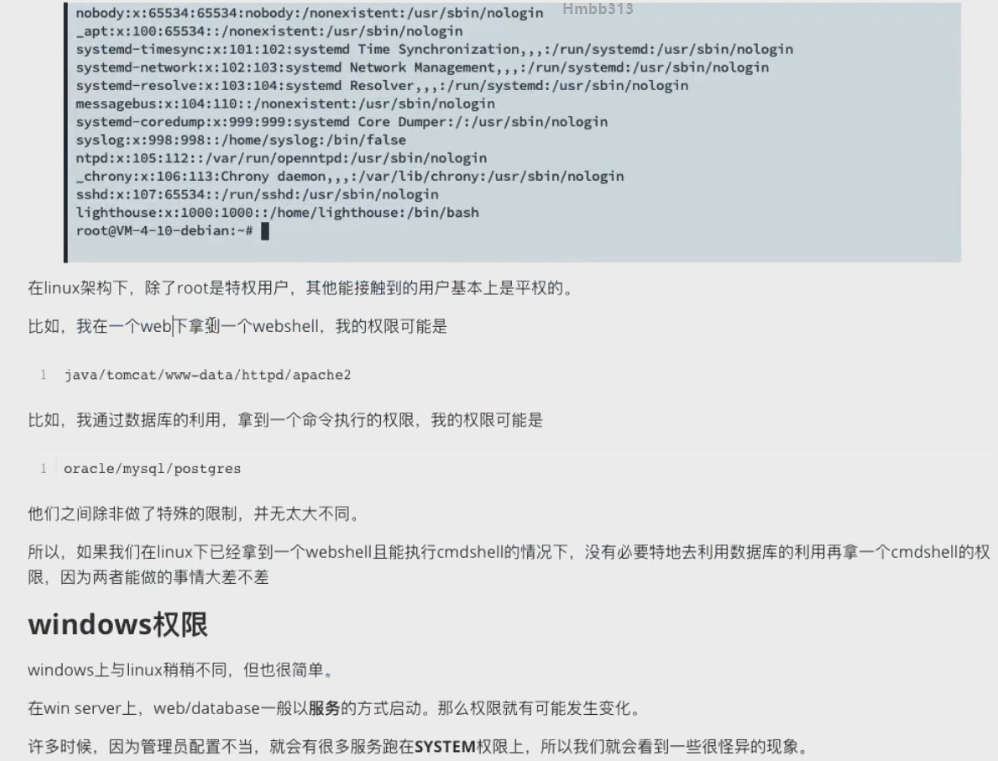 nobody:x:65534:65534:nobody:/nonexistent:/usr/sbin/nologin
Hmbb313
_apt:x:100:65534::/nonexistent:/usr/sbin/nologin
systemd-timesync:x:101:102:systemd Time Synchronization,,,:/run/systemd:/usr/sbin/nologin
systemd-network:x:102:103:systemd Network Management,,,:/run/systemd:/usr/sbin/nologin
systemd-resolve:x:103:104:systemd Resolver,,,:/run/systemd:/usr/sbin/nologin
messagebus:x:104:110::/nonexistent:/usr/sbin/nologin
systemd-coredump:x:999:999:systemd Core Dumper:/:/usr/sbin/nologin
syslog:x:998:998::/home/syslog:/bin/false
ntpd:x:105:112::/var/run/openntpd:/usr/sbin/nologin
_chrony:x:106:113:Chrony daemon,,,:/var/lib/chrony:/usr/sbin/nologin
sshd:x:107:65534::/run/sshd:/usr/sbin/nologin
lighthouse:x:1000:1000::/home/lighthouse:/bin/bash
root@VM-4-10-debian:~#
在linux架构下，除了root是特权用户，其他能接触到的用户基本上是平权的。
比如，我在一个web下拿到一个webshell，我的权限可能是
1 java/tomcat/www-data/httpd/apache2
比如，我通过数据库的利用，拿到一个命令执行的权限，我的权限可能是
1 oracle/mysql/postgres
他们之间除非做了特殊的限制，并无太大不同。
所以，如果我们在linux下已经拿到一个webshell且能执行cmdshell的情况下，没有必要特地去利用数据库的利用再拿一个cmdshell的权
限，因为两者能做的事情大差不差
windows权限
windows上与linux稍稍不同，但也很简单。
在win server上，web/database一般以服务的方式启动。那么权限就有可能发生变化。
许多时候，因为管理员配置不当，就会有很多服务跑在SYSTEM权限上，所以我们就会看到一些很怪异的现象。